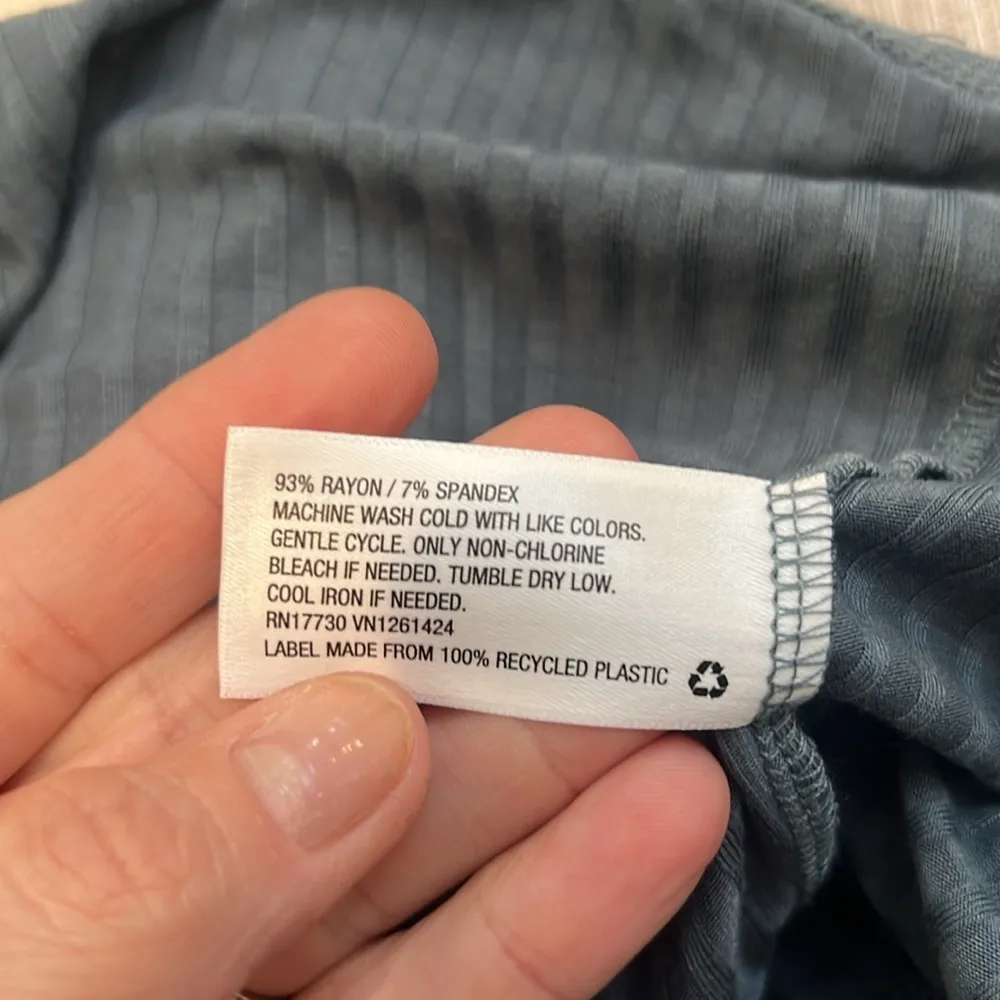 93% RAYON / 7% SPANDEX
MACHINE WASH COLD WITH LIKE COLORS.
GENTLE CYCLE. ONLY NON-CHLORINE
BLEACH IF NEEDED. TUMBLE DRY LOW.
COOL IRON IF NEEDED.
RN17730 VN1261424
LABEL MADE FROM 100% RECYCLED PLASTIC